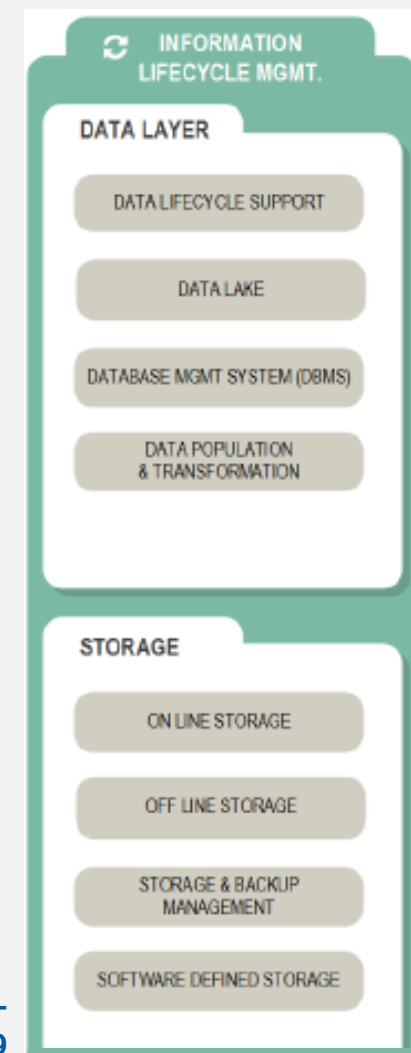 INFORMATION
LIFECYCLE MGMT.
DATA LAYER
DATA LIFECYCLE SUPPORT
DATA LAKE
DATABASE MGMT SYSTEM (DBMS)
DATA POPULATION
& TRANSFORMATION
STORAGE
ON LINE STORAGE
OFF LINE STORAGE
STORAGE & BACKUP
MANAGEMENT
SOFTWARE DEFINED STORAGE